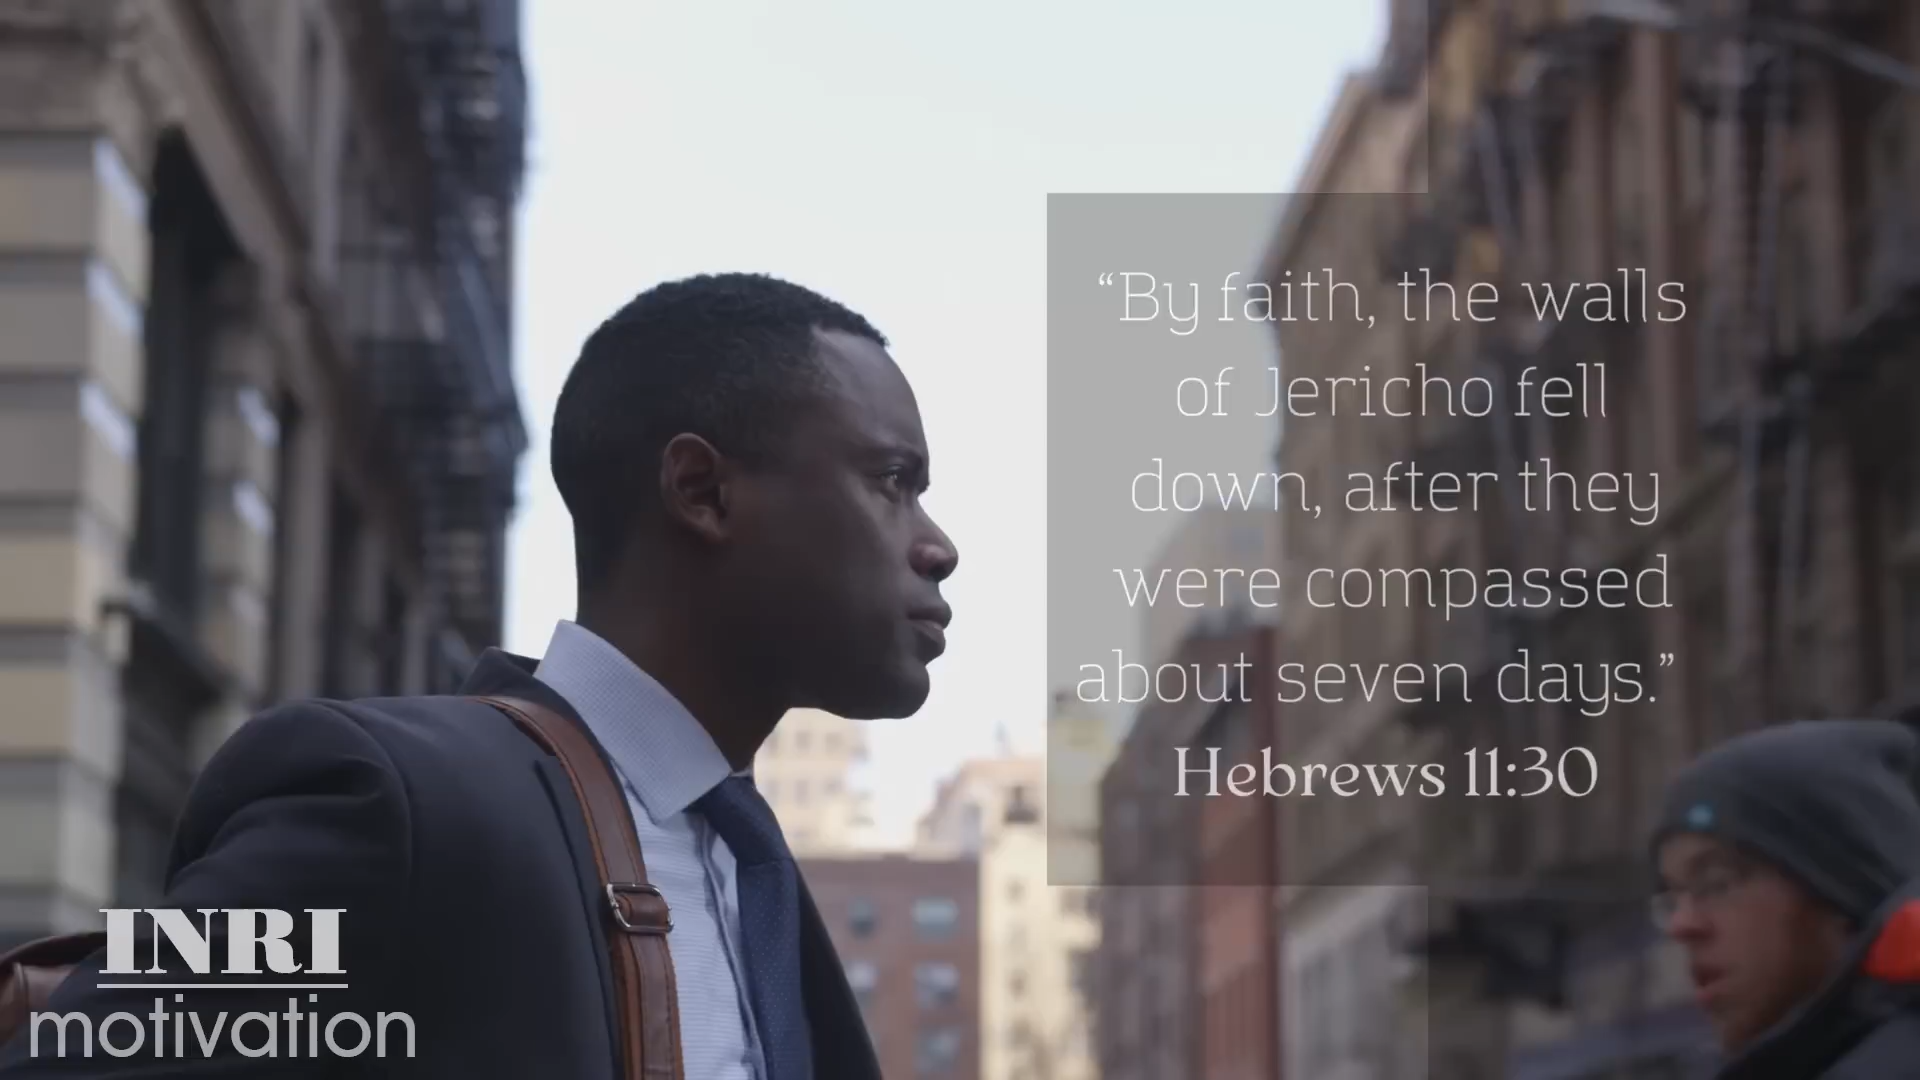 “By faith, the walls
of Jericho fell
down, after they
were compassed
about seven days.”
Hebrews 11:30
INRI
motivation